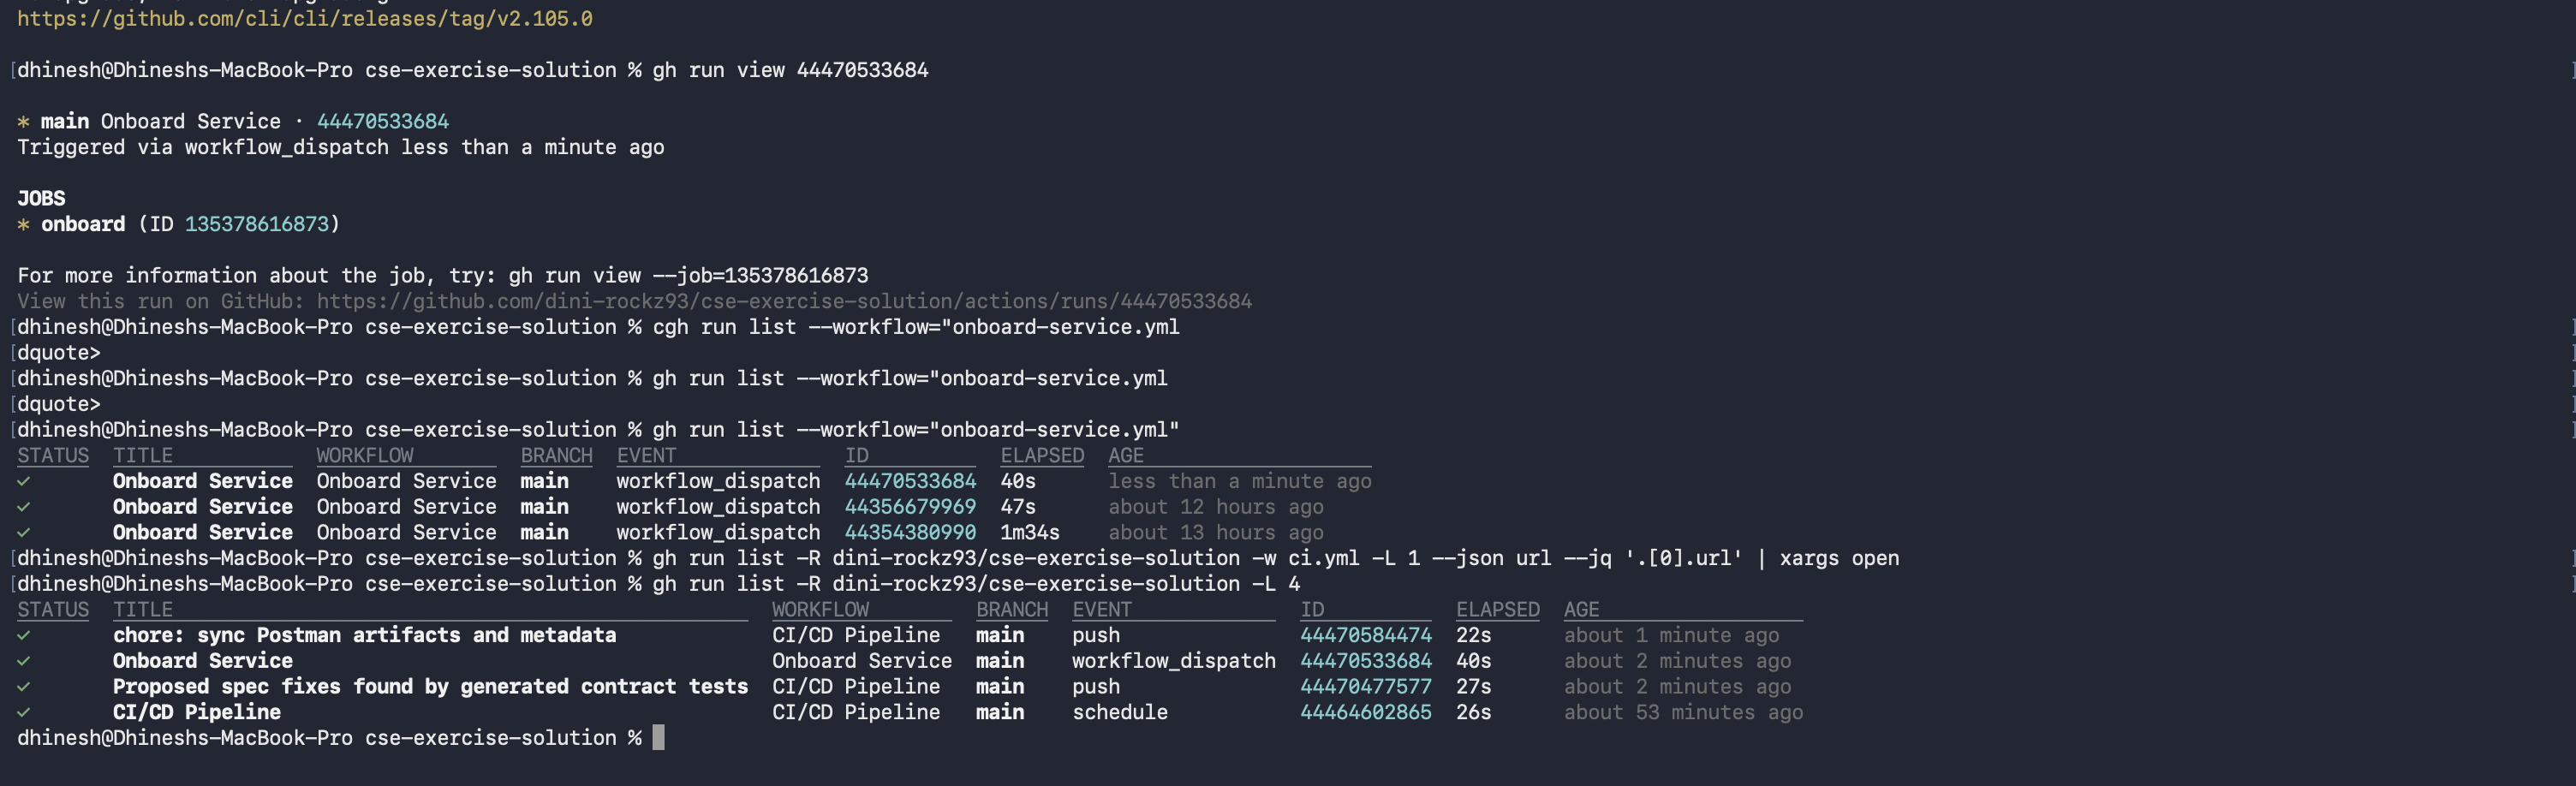 https://github.com/cli/cli/releases/tag/v2.105.0
[dhinesh@Dhineshs-MacBook-Pro cse-exercise-solution % gh run view 44470533684 ]
* main Onboard Service · 44470533684
Triggered via workflow_dispatch less than a minute ago
JOBS
* onboard (ID 135378616873)
For more information about the job, try: gh run view --job=135378616873
View this run on GitHub: https://github.com/dini-rockz93/cse-exercise-solution/actions/runs/44470533684
[dhinesh@Dhineshs-MacBook-Pro cse-exercise-solution % cgh run list --workflow="onboard-service.yml ]
[dquote> ]
[dhinesh@Dhineshs-MacBook-Pro cse-exercise-solution % gh run list --workflow="onboard-service.yml ]
[dquote> ]
[dhinesh@Dhineshs-MacBook-Pro cse-exercise-solution % gh run list --workflow="onboard-service.yml" ]
STATUS TITLE WORKFLOW BRANCH EVENT ID ELAPSED AGE
✓ Onboard Service Onboard Service main workflow_dispatch 44470533684 40s less than a minute ago
✓ Onboard Service Onboard Service main workflow_dispatch 44356679969 47s about 12 hours ago
✓ Onboard Service Onboard Service main workflow_dispatch 44354380990 1m34s about 13 hours ago
[dhinesh@Dhineshs-MacBook-Pro cse-exercise-solution % gh run list -R dini-rockz93/cse-exercise-solution -w ci.yml -L 1 --json url --jq '.[0].url' | xargs open ]
[dhinesh@Dhineshs-MacBook-Pro cse-exercise-solution % gh run list -R dini-rockz93/cse-exercise-solution -L 4 ]
STATUS TITLE WORKFLOW BRANCH EVENT ID ELAPSED AGE
✓ chore: sync Postman artifacts and metadata CI/CD Pipeline main push 44470584474 22s about 1 minute ago
✓ Onboard Service Onboard Service main workflow_dispatch 44470533684 40s about 2 minutes ago
✓ Proposed spec fixes found by generated contract tests CI/CD Pipeline main push 44470477577 27s about 2 minutes ago
✓ CI/CD Pipeline CI/CD Pipeline main schedule 44464602865 26s about 53 minutes ago
dhinesh@Dhineshs-MacBook-Pro cse-exercise-solution %